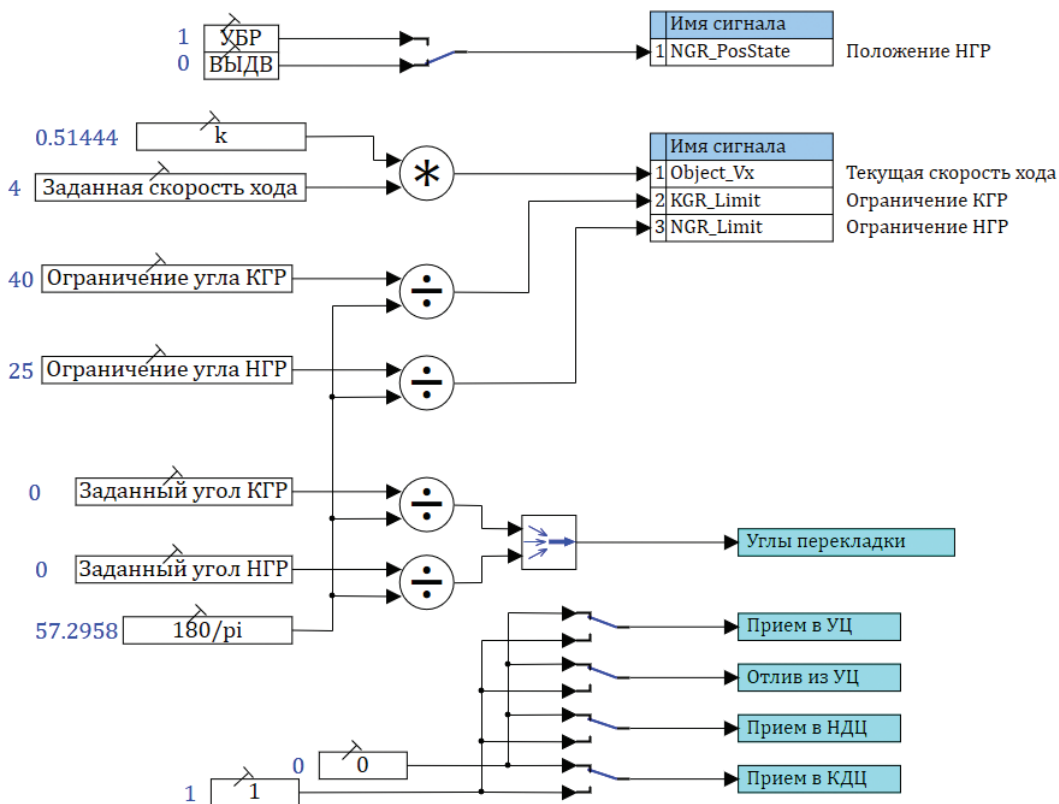 Имя сигнала
1 УБР
0 ВЫДВ
1 NGR_PosState Положение НГР
0.51444 k
Имя сигнала
4 Заданная скорость хода
1 Object_Vx Текущая скорость хода
2 KGR_Limit Ограничение КГР
3 NGR_Limit Ограничение НГР
40 Ограничение угла КГР
25 Ограничение угла НГР
0 Заданный угол КГР
Углы перекладки
0 Заданный угол НГР
57.2958 180/pi
Прием в УЦ
Отлив из УЦ
Прием в НДЦ
0 0
Прием в КДЦ
1 1